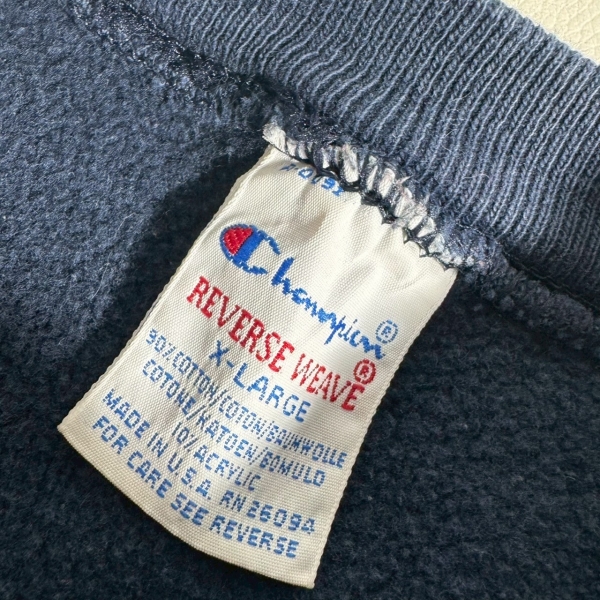 Champion®
REVERSE WEAVE®
X-LARGE
90%COTTON/COTON/BAUMWOLLE
COTONE/KATOEN/BOMULD
10% ACRYLIC
MADE IN U.S.A. RN 26094
FOR CARE SEE REVERSE